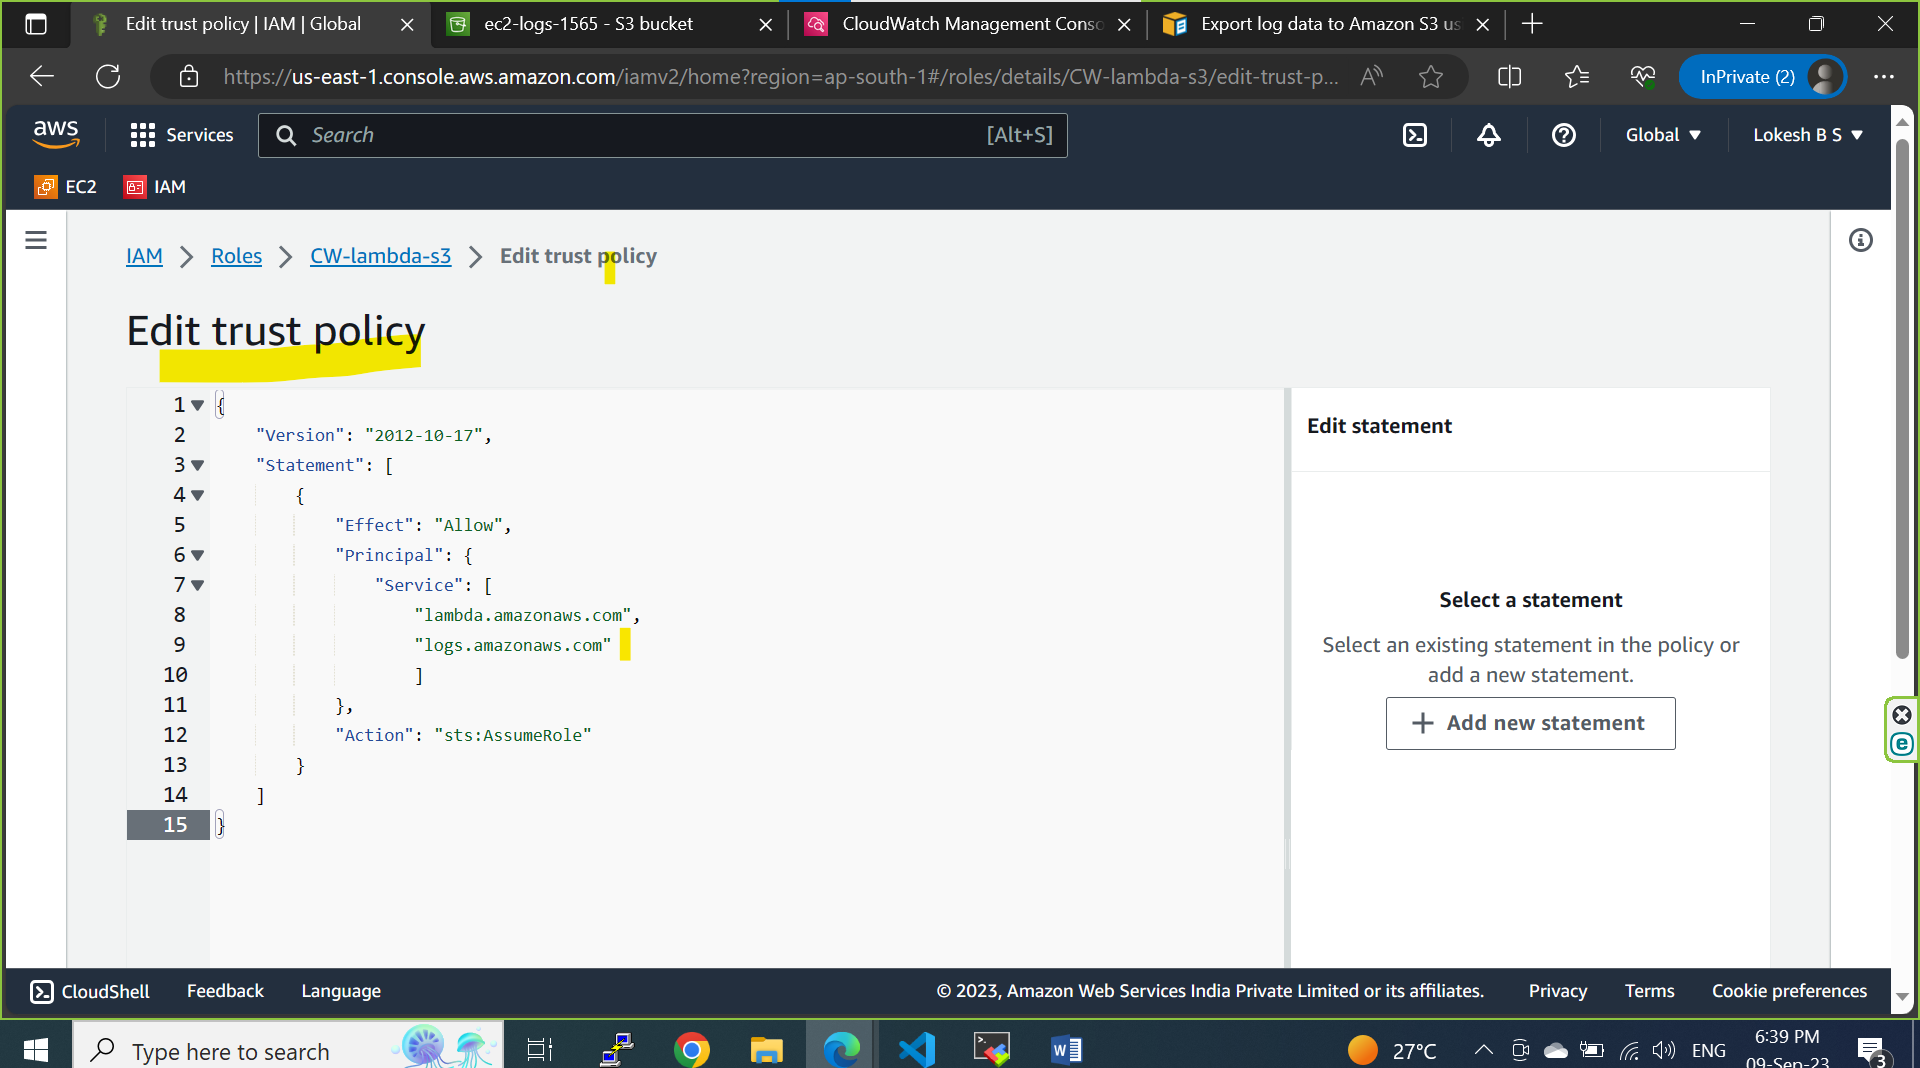 Edit trust policy | IAM | Global
ec2-logs-1565 - S3 bucket
CloudWatch Management Conso
Export log data to Amazon S3 us
https://us-east-1.console.aws.amazon.com/iamv2/home?region=ap-south-1#/roles/details/CW-lambda-s3/edit-trust-p...
InPrivate (2)
aws
Services
Search
[Alt+S]
Global
Lokesh B S
EC2
IAM
IAM > Roles > CW-lambda-s3 > Edit trust policy
Edit trust policy
1 {
2 "Version": "2012-10-17",
3 "Statement": [
4 {
5 "Effect": "Allow",
6 "Principal": {
7 "Service": [
8 "lambda.amazonaws.com",
9 "logs.amazonaws.com"
10 ]
11 },
12 "Action": "sts:AssumeRole"
13 }
14 ]
15 }
Edit statement
Select a statement
Select an existing statement in the policy or
add a new statement.
+ Add new statement
CloudShell
Feedback
Language
© 2023, Amazon Web Services India Private Limited or its affiliates.
Privacy
Terms
Cookie preferences
Type here to search
27°C
ENG
6:39 PM
09-Sep-23
3